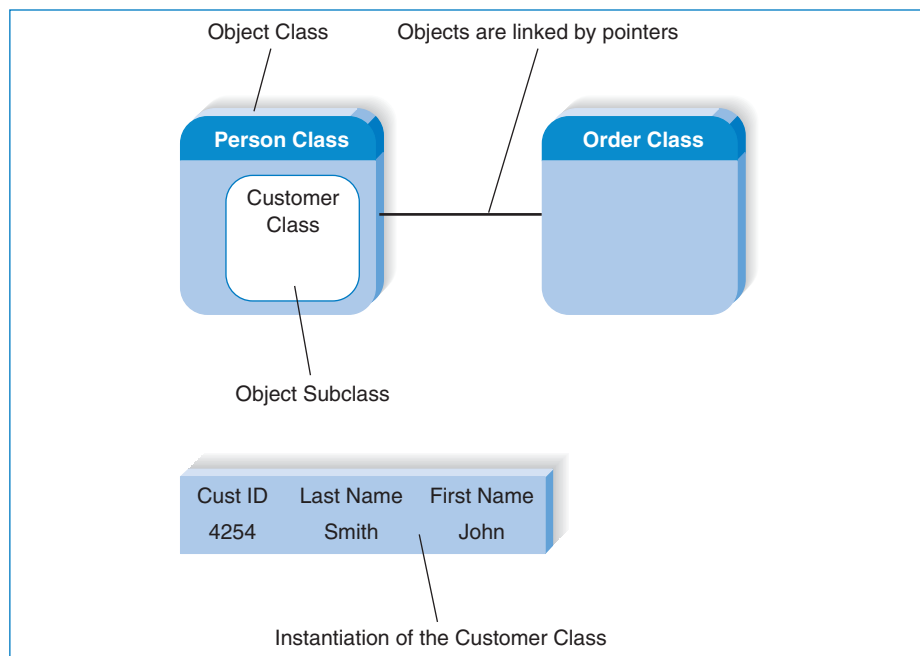 Object Class
Objects are linked by pointers
Person Class
Order Class
Customer
Class
Object Subclass
Cust ID Last Name First Name
4254 Smith John
Instantiation of the Customer Class